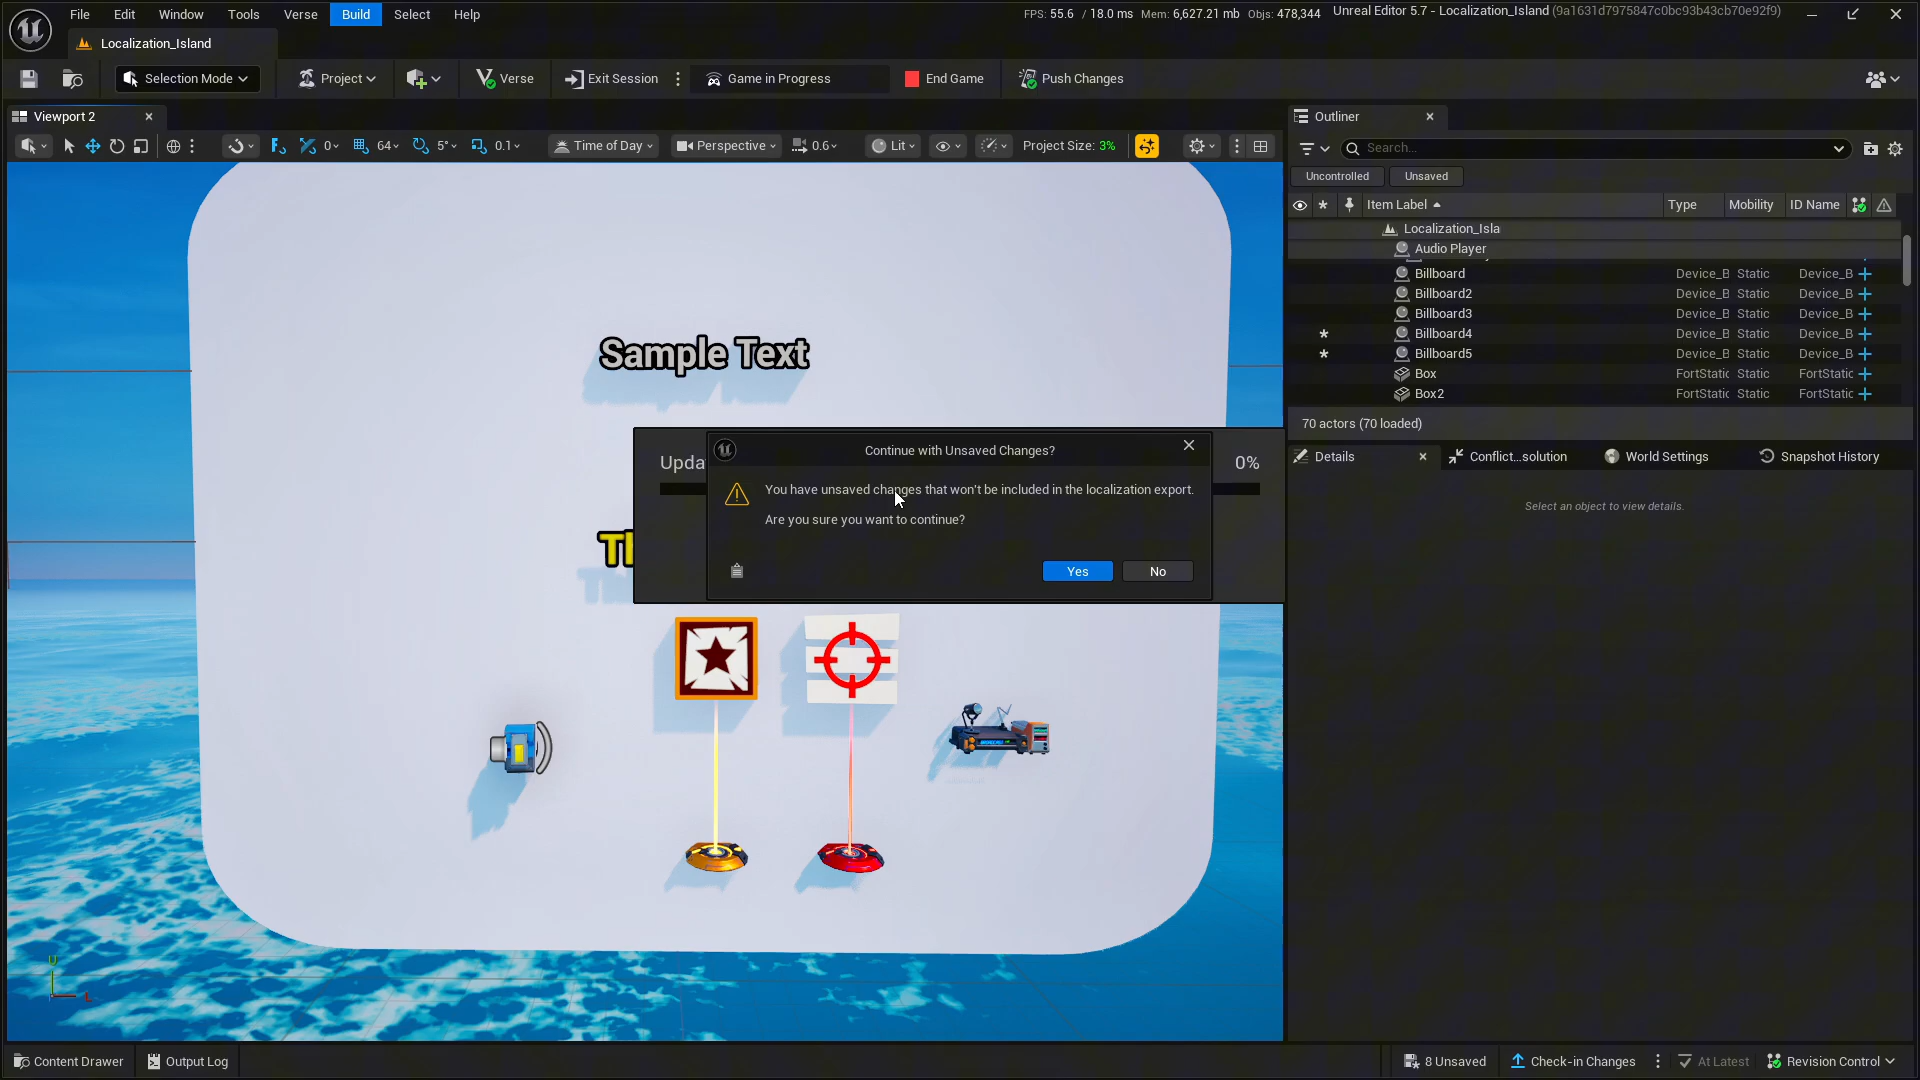 File Edit Window Tools Verse Build Select Help
FPS: 55.6 / 18.0 ms Mem: 6,627.21 mb Objs: 478,344
Unreal Editor 5.7 - Localization_Island (9a1631d7975847c0bc93b43cb70e92f9)
Localization_Island
Selection Mode
Project
Verse
Exit Session
Game in Progress
End Game
Push Changes
Viewport 2
0
64
5°
0.1
Time of Day
Perspective
0.6
Lit
Project Size: 3%
Outliner
Search...
Uncontrolled
Unsaved
Item Label Type Mobility ID Name
Localization_Isla
Audio Player
Billboard Device_B Static Device_B
Billboard2 Device_B Static Device_B
Billboard3 Device_B Static Device_B
* Billboard4 Device_B Static Device_B
* Billboard5 Device_B Static Device_B
Box FortStatic Static FortStatic
Box2 FortStatic Static FortStatic
70 actors (70 loaded)
Details
Conflict...solution
World Settings
Snapshot History
Select an object to view details.
Sample Text
Upda
0%
Continue with Unsaved Changes?
You have unsaved changes that won't be included in the localization export.
Are you sure you want to continue?
Yes
No
Content Drawer
Output Log
8 Unsaved
Check-in Changes
At Latest
Revision Control